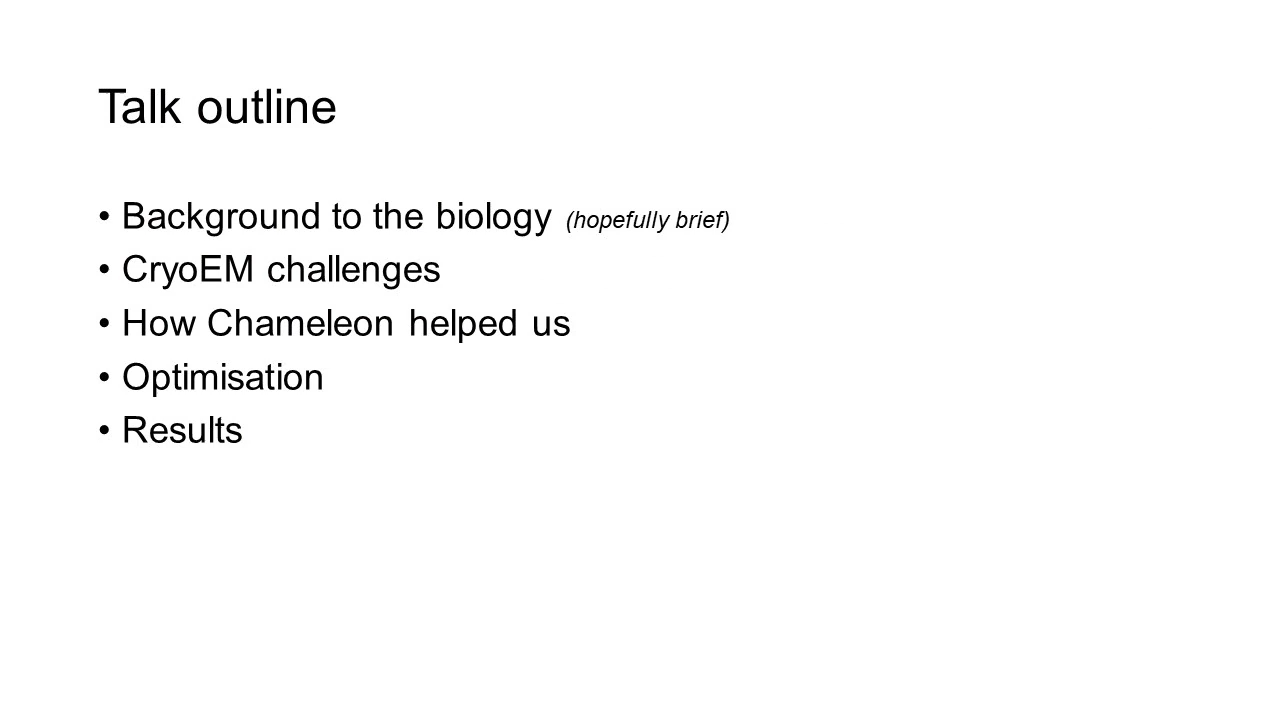 Talk outline
• Background to the biology (hopefully brief)
• CryoEM challenges
• How Chameleon helped us
• Optimisation
• Results